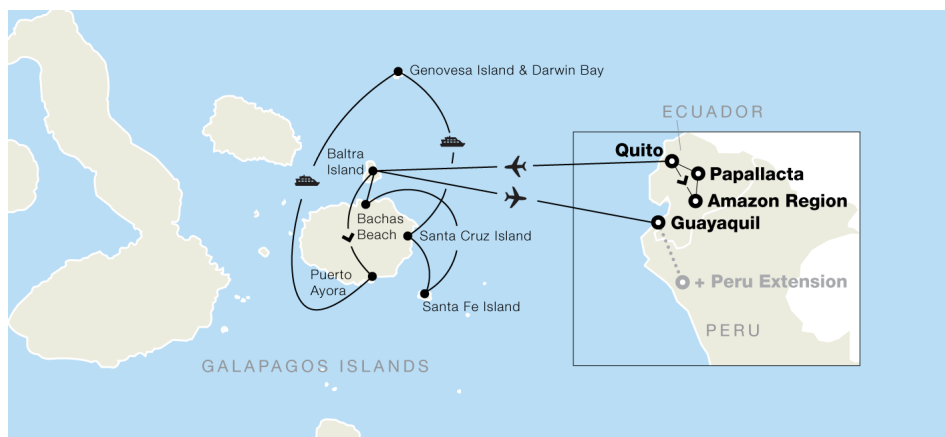 Genovesa Island & Darwin Bay
ECUADOR
Quito
Baltra
Island
Papallacta
Amazon Region
Bachas
Beach
Santa Cruz Island
Guayaquil
Puerto
Ayora
+ Peru Extension
Santa Fe Island
PERU
GALAPAGOS ISLANDS